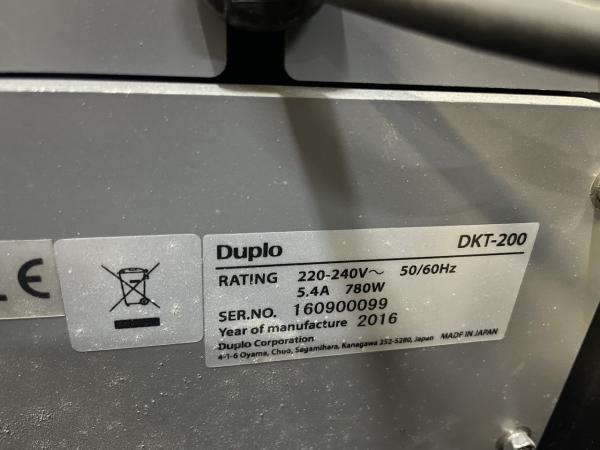 CE
Duplo DKT-200
RATING 220-240V～ 50/60Hz
5.4A 780W
SER.NO. 160900099
Year of manufacture 2016
Duplo Corporation
4-1-6 Oyama, Chuo, Sagamihara, Kanagawa 252-5280, Japan MADE IN JAPAN